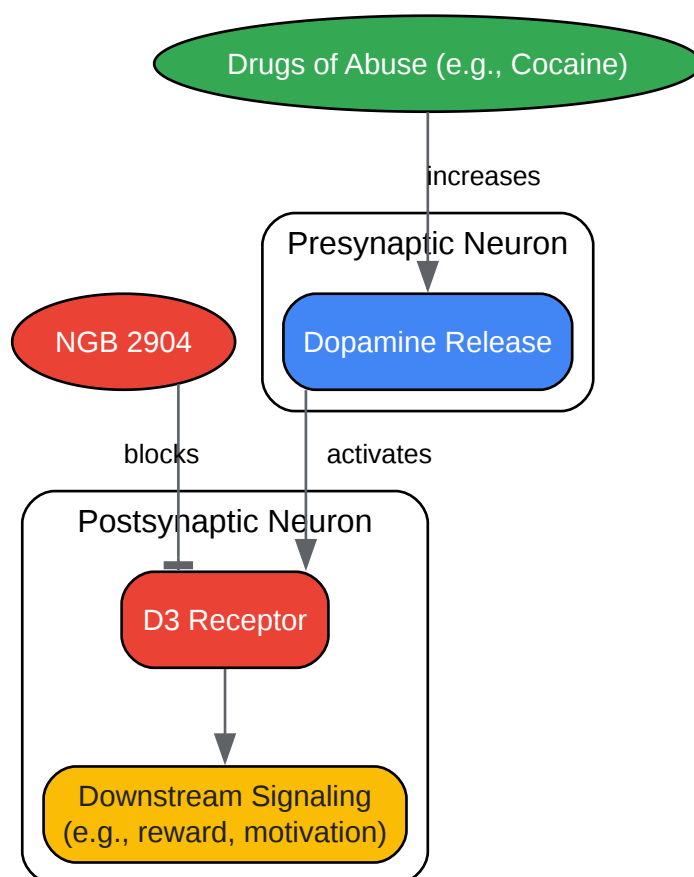 Drugs of Abuse (e.g., Cocaine)
increases
Presynaptic Neuron
Dopamine Release
NGB 2904
blocks
activates
Postsynaptic Neuron
D3 Receptor
Downstream Signaling
(e.g., reward, motivation)